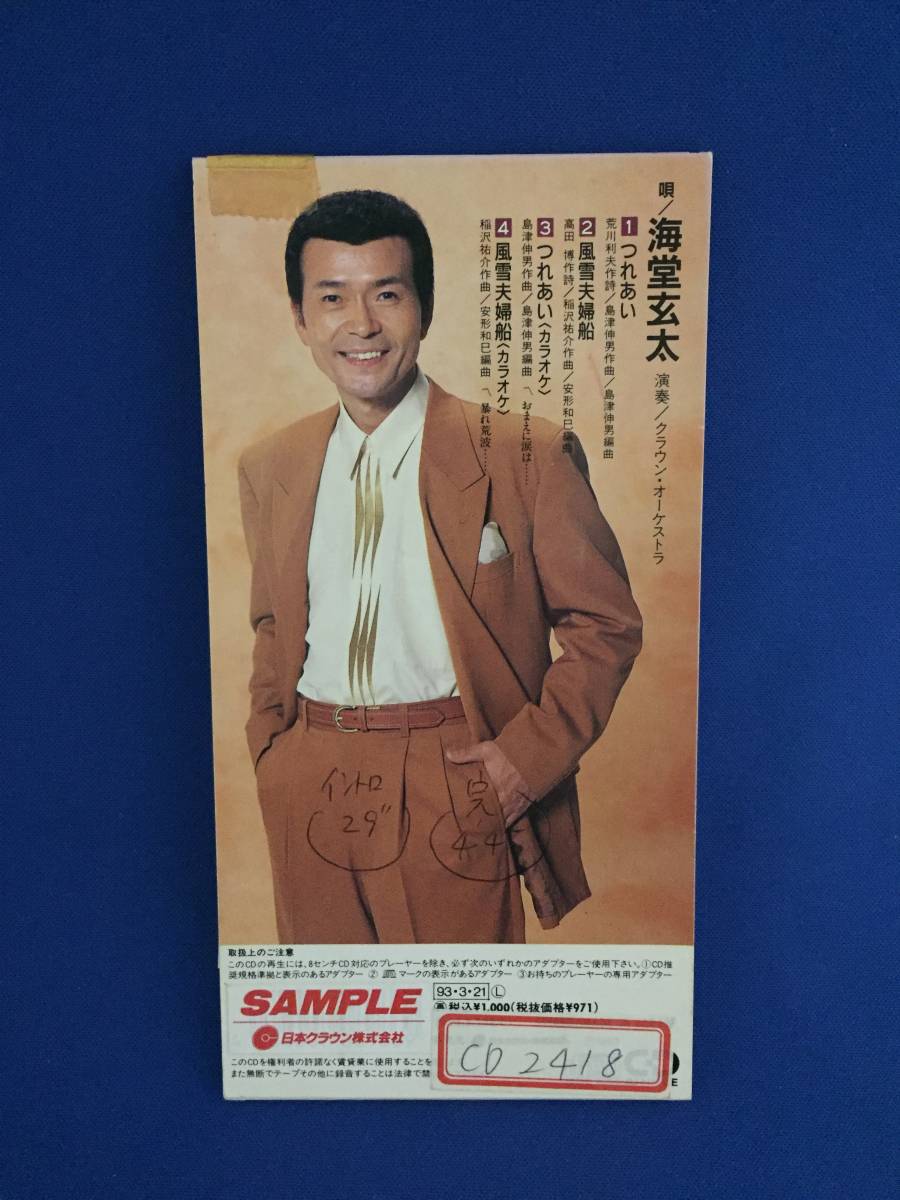 唄／海堂玄太 演奏／クラウン・オーケストラ
1 つれあい
荒川利夫作詩／島津伸男作曲／島津伸男編曲
2 風雪夫婦船
高田 博作詩／稲沢祐介作曲／安形和巳編曲
3 つれあい〈カラオケ〉
島津伸男作曲／島津伸男編曲 〽おまえに涙は……
4 風雪夫婦船〈カラオケ〉
稲沢祐介作曲／安形和巳編曲 〽暴れ荒波……
イントロ
29"
完
44
取扱上のご注意
このCDの再生には、8センチCD対応のプレーヤーを除き、必ず次のいずれかのアダプターをご使用下さい。①CD推
奨規格準拠と表示のあるアダプター ② マークの表示があるアダプター ③お持ちのプレーヤーの専用アダプター
SAMPLE
日本クラウン株式会社
93・3・21 Ⓛ
税込¥1,000(税抜価格¥971)
このCDを権利者の許諾なく賃貸業に使用することを
また無断でテープその他に録音することは法律で禁
CD 2418
E